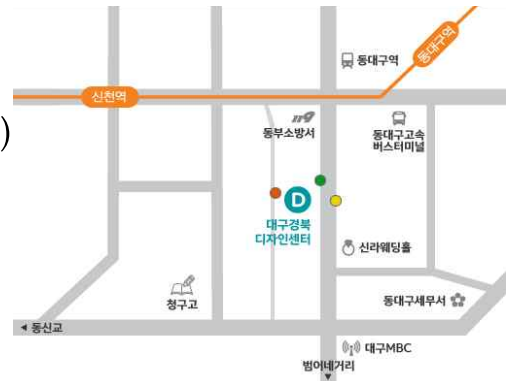 동대구역
동대구역
신천역
)
동부소방서
동대구고속
버스터미널
D
대구경북
디자인센터
신라웨딩홀
청구고
동대구세무서
◀ 동신교
대구MBC
범어네거리
▼